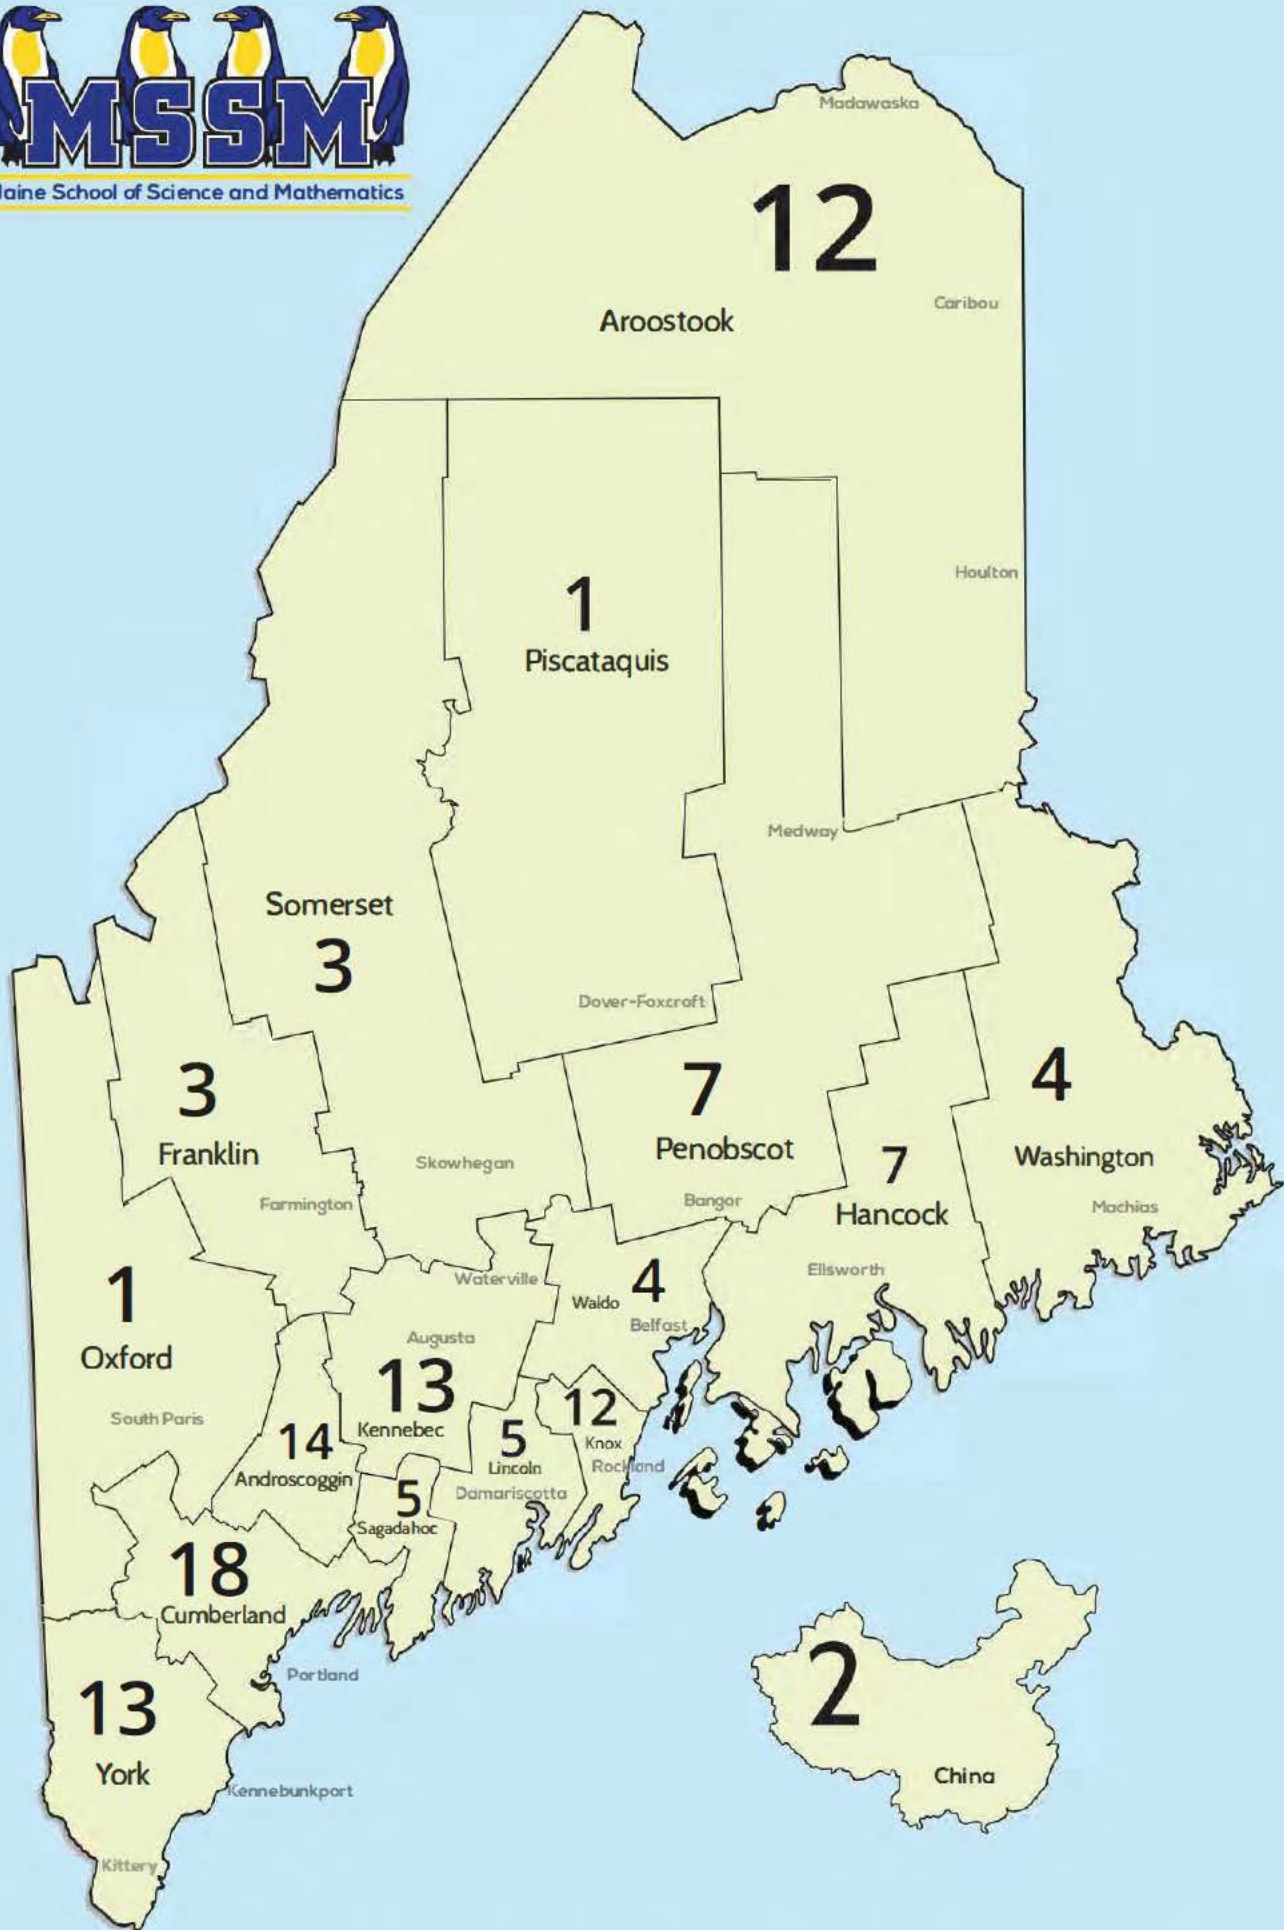 MSSM
Maine School of Science and Mathematics
Madawaska
12
Caribou
Aroostook
Houlton
1
Piscataquis
Medway
Somerset
3
Dover-Foxcroft
3
Franklin
Farmington
Skowhegan
7
Penobscot
Bangor
7
Hancock
Ellsworth
4
Washington
Machias
1
Oxford
South Paris
Waterville
Augusta
13
Kennebec
4
Waldo
Belfast
14
Androscoggin
5
Lincoln
Damariscotta
12
Knox
Rockland
5
Sagadahoc
18
Cumberland
Portland
13
York
Kennebunkport
Kittery
2
China